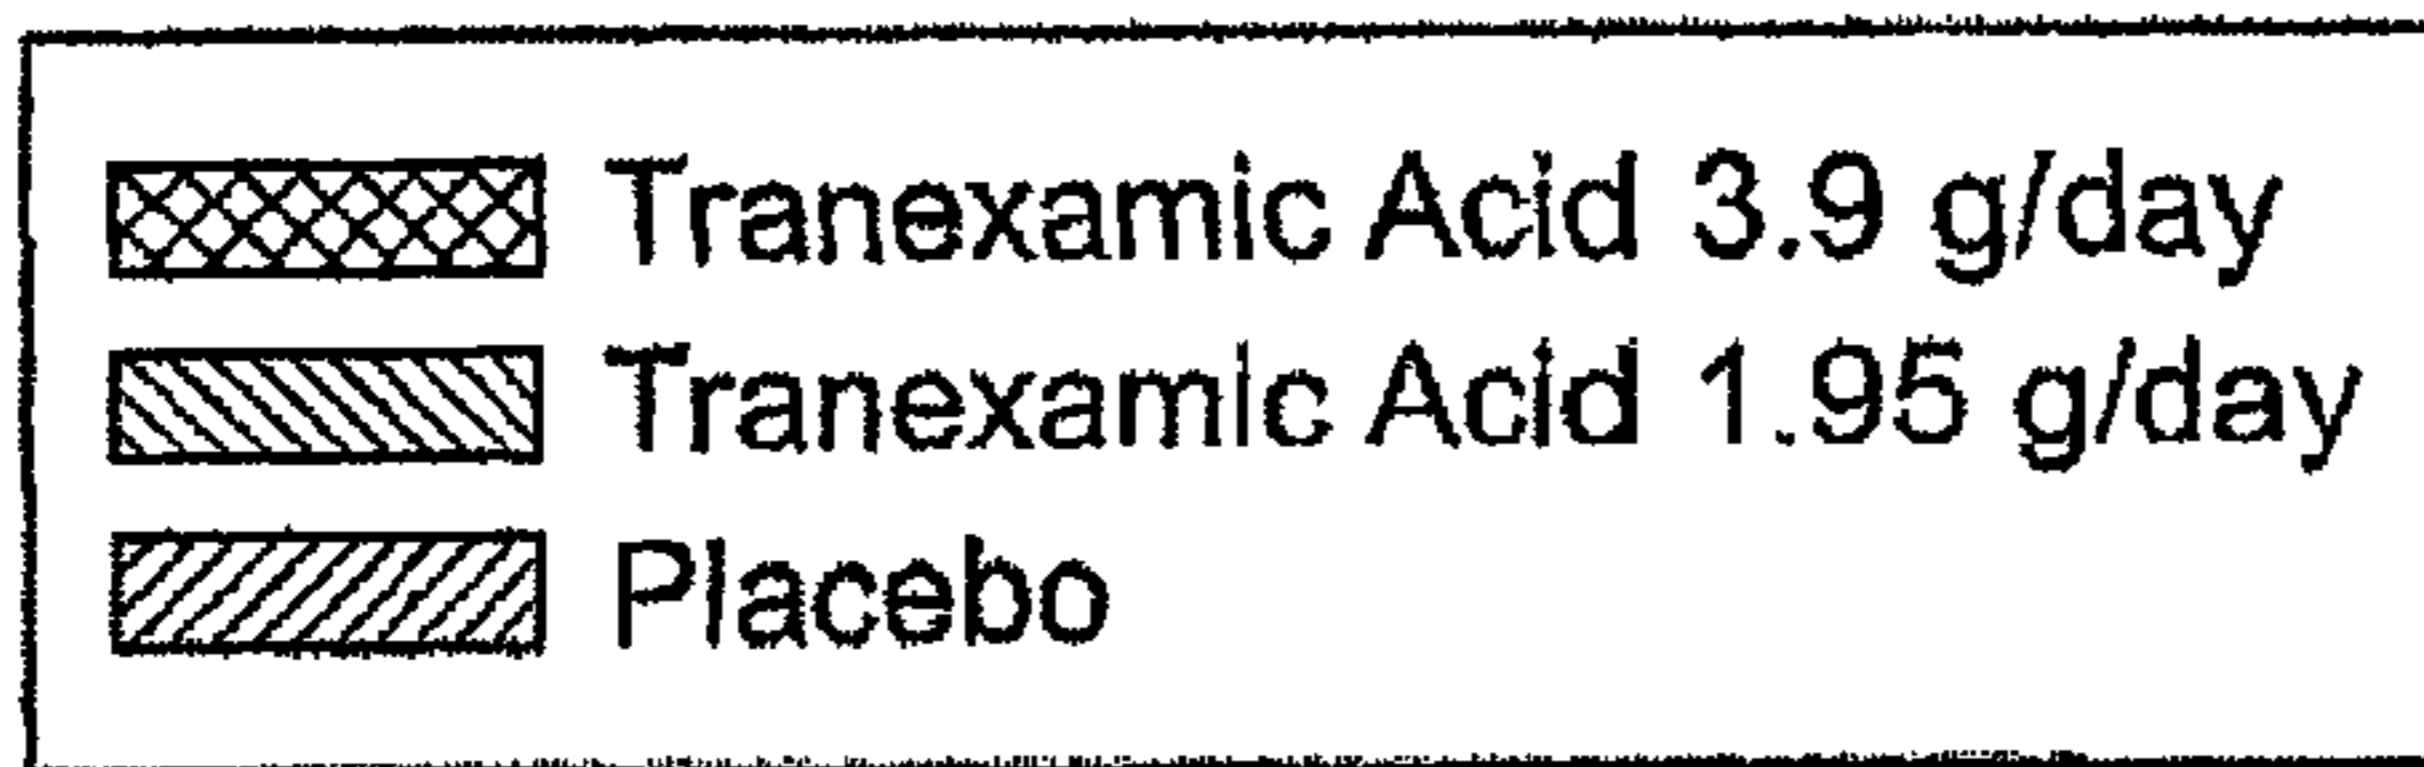 Tranexamic Acid 3.9 g/day
Tranexamic Acid 1.95 g/day
Placebo